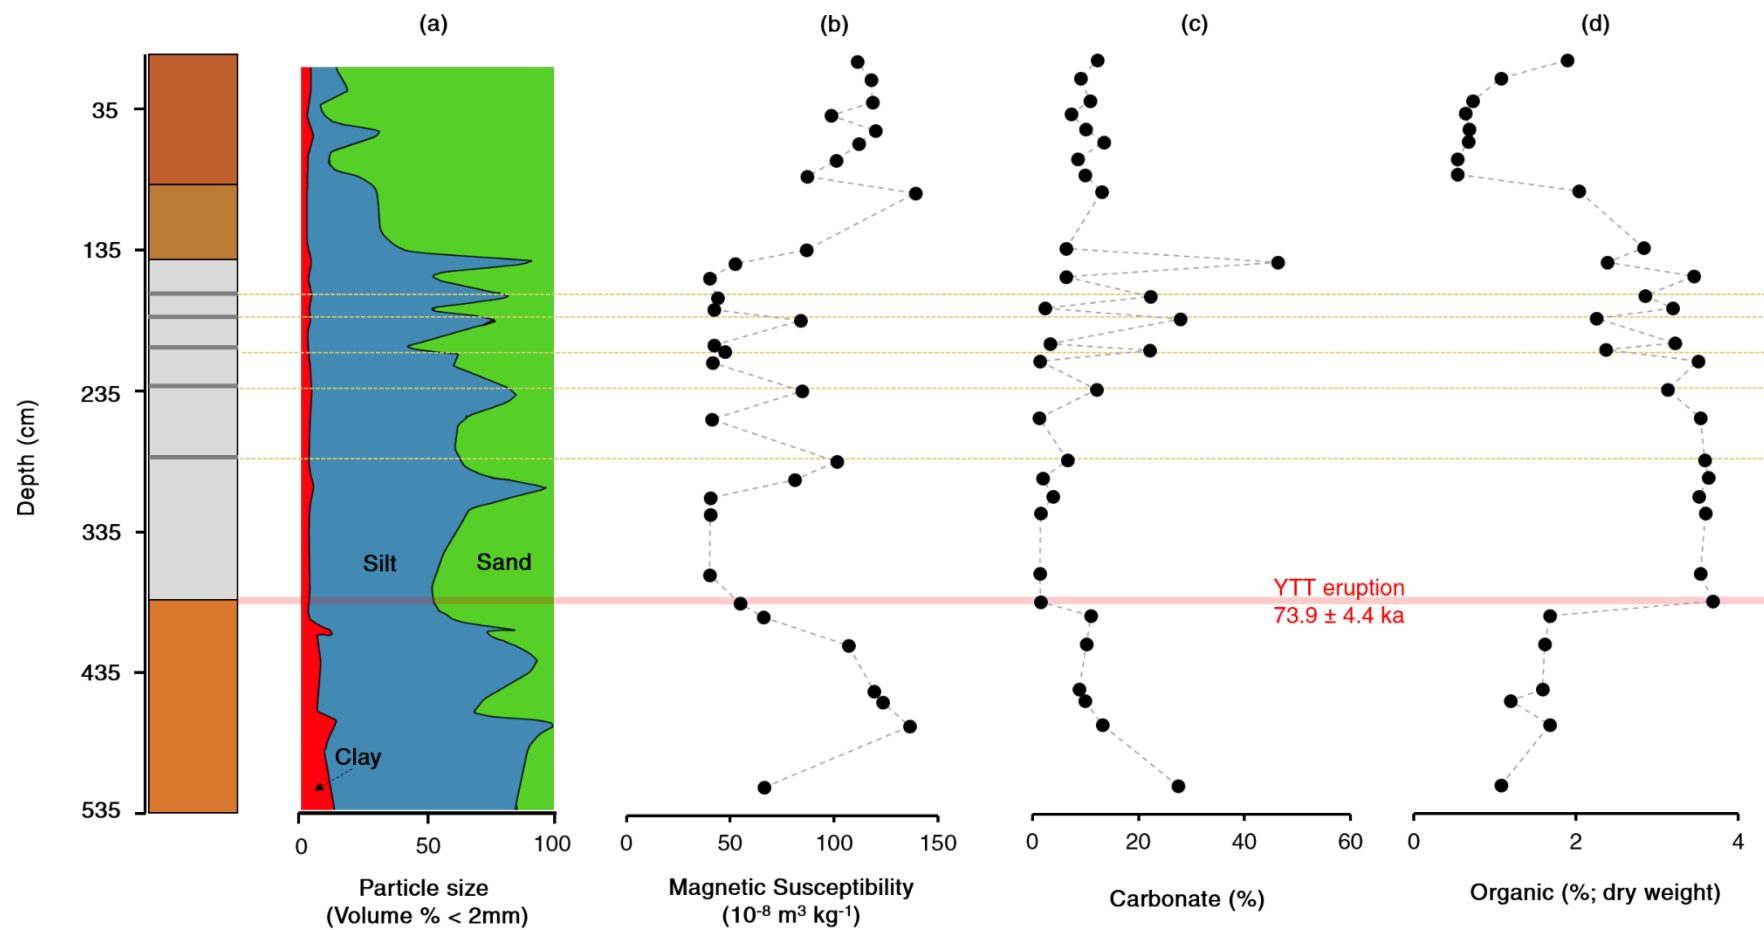 (a)
(b)
(c)
(d)
Depth (cm)
35
135
235
335
435
535
Silt
Sand
Clay
YTT eruption
73.9 ± 4.4 ka
0
50
100
Particle size
(Volume % < 2mm)
0
50
100
150
Magnetic Susceptibility
(10⁻⁸ m³ kg⁻¹)
0
20
40
60
Carbonate (%)
0
2
4
Organic (%; dry weight)